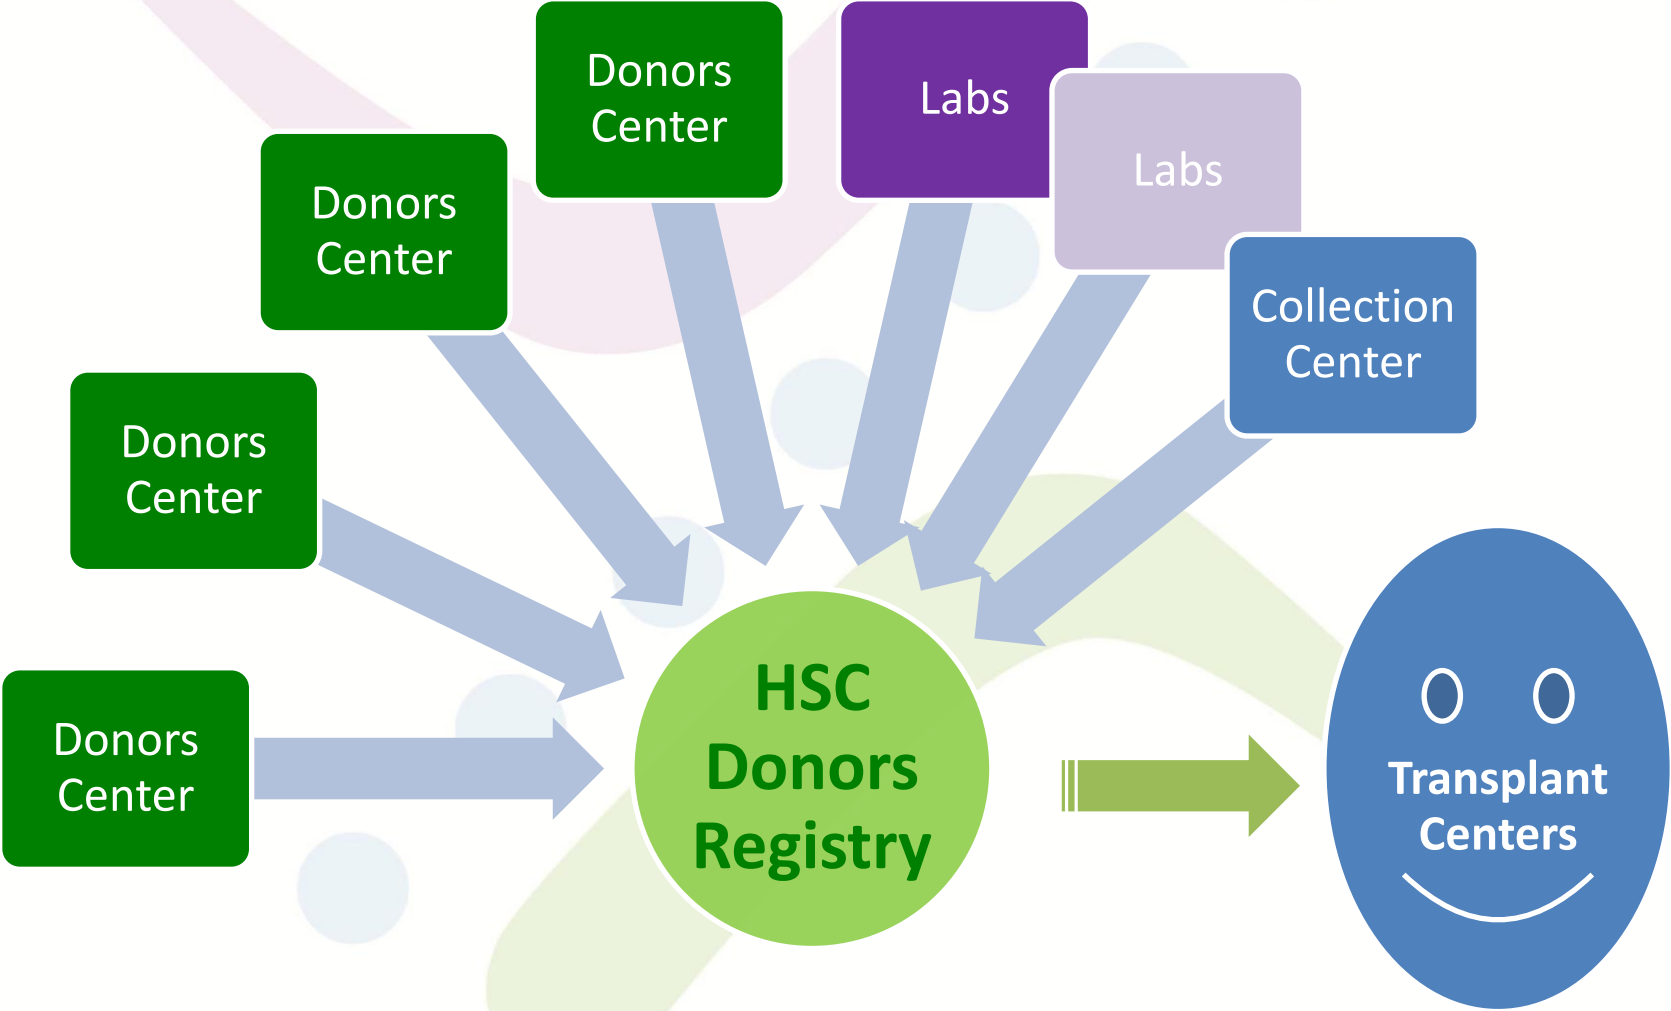 Donors
Center
Labs
Labs
Donors
Center
Collection
Center
Donors
Center
HSC
Donors
Registry
Donors
Center
Transplant
Centers